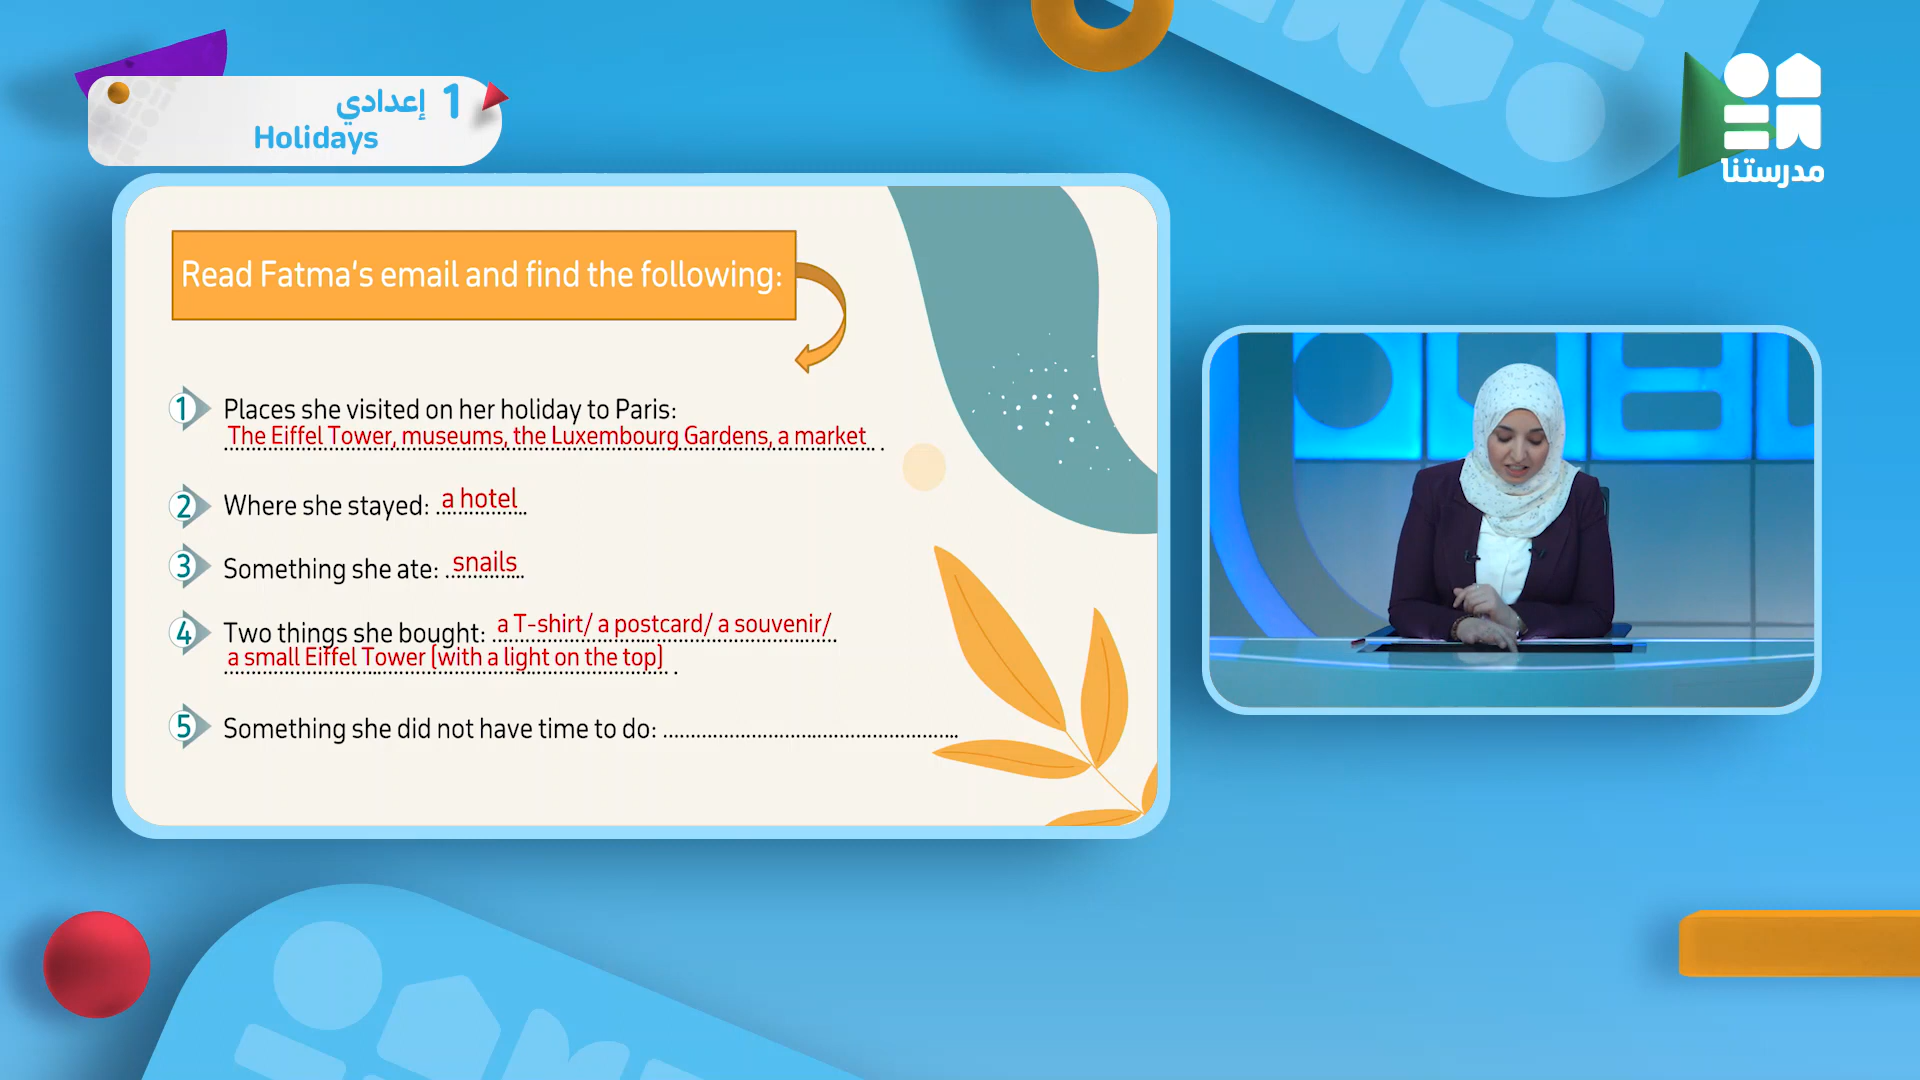 1 إعدادي
Holidays
مدرستنا
Read Fatma's email and find the following:
1 Places she visited on her holiday to Paris:
The Eiffel Tower, museums, the Luxembourg Gardens, a market .
2 Where she stayed: a hotel
3 Something she ate: snails
4 Two things she bought: a T-shirt/ a postcard/ a souvenir/
a small Eiffel Tower (with a light on the top) .
5 Something she did not have time to do: ........................................................